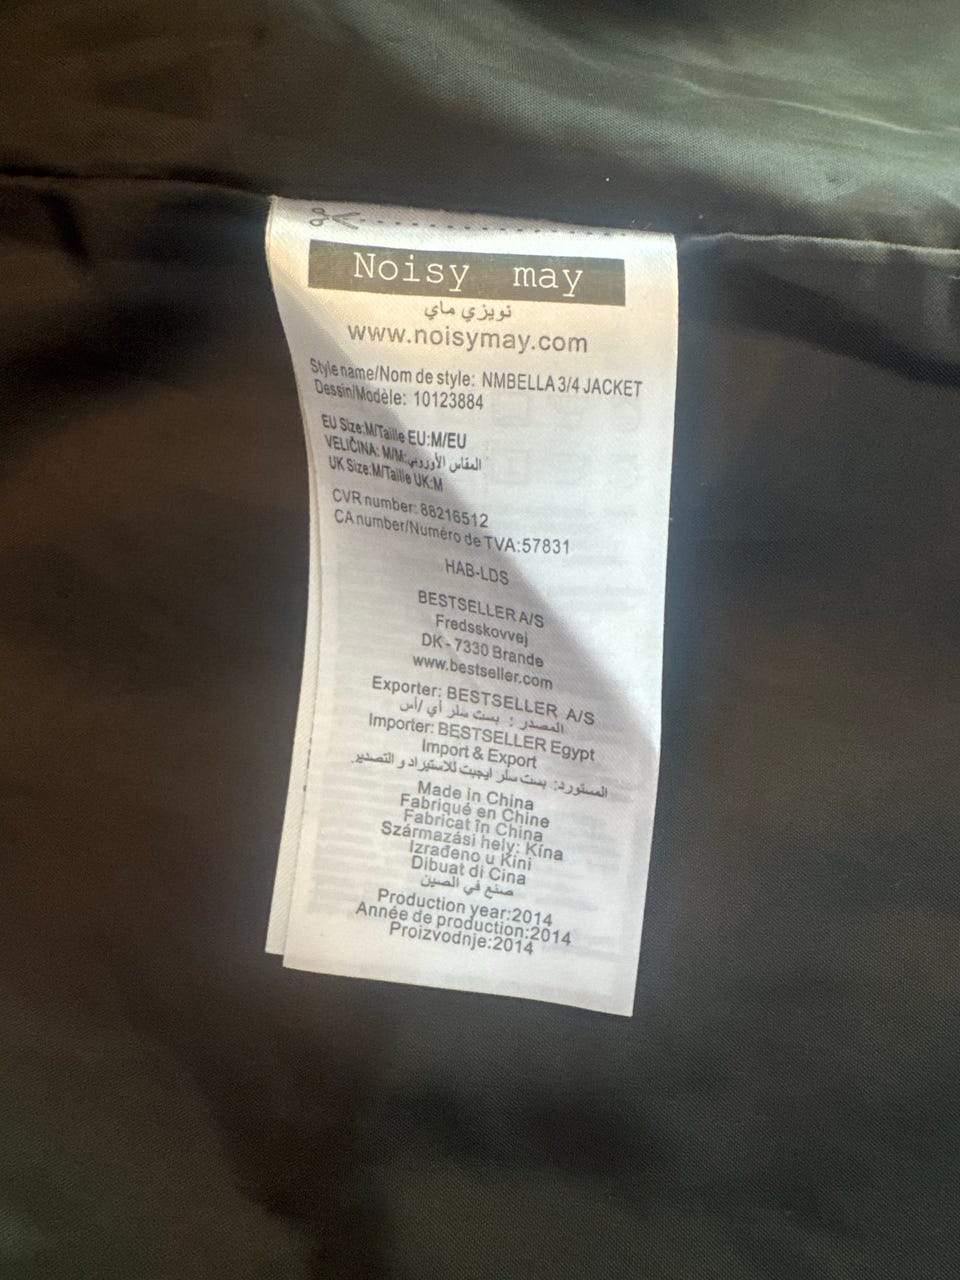 Noisy may
نويزي ماي
www.noisymay.com
Style name/Nom de style: NMBELLA 3/4 JACKET
Dessin/Modèle: 10123884
EU Size:M/Taille EU:M/EU
VELIČINA: M/M:المقاس الأوروبي
UK Size:M/Taille UK:M
CVR number: 88216512
CA number/Numéro de TVA:57831
HAB-LDS
BESTSELLER A/S
Fredsskovvej
DK - 7330 Brande
www.bestseller.com
Exporter: BESTSELLER A/S
المصدر : بست سلر أي /أس
Importer: BESTSELLER Egypt
Import & Export
المستورد: بست سلر ايجبت للاستيراد و التصدير
Made in China
Fabriqué en Chine
Fabricat în China
Származási hely: Kína
Izrađeno u Kini
Dibuat di Cina
صنع في الصين
Production year:2014
Année de production:2014
Proizvodnje:2014